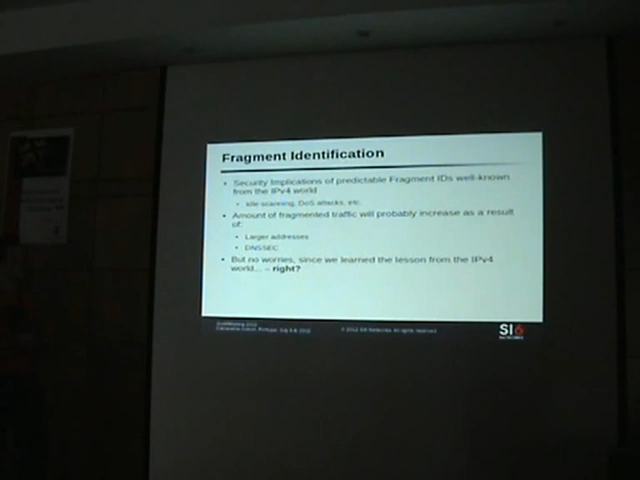 Fragment Identification
• Security Implications of predictable Fragment IDs well-known
from the IPv4 world
• Idle scanning, DoS attacks, etc.
• Amount of fragmented traffic will probably increase as a result
of:
• Larger addresses
• DNSSEC
• But no worries, since we learned the lesson from the IPv4
world... – right?
© 2012 SI6 Networks. All rights reserved
SI6